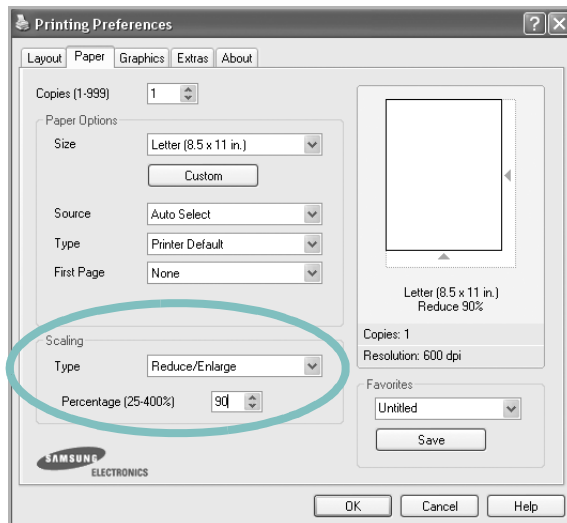 Printing Preferences
Layout Paper Graphics Extras About
Copies (1-999) 1
Paper Options
Size Letter (8.5 x 11 in.)
Custom
Source Auto Select
Type Printer Default
First Page None
Letter (8.5 x 11 in.)
Reduce 90%
Copies: 1
Resolution: 600 dpi
Scaling
Type Reduce/Enlarge
Percentage (25-400%) 90
Favorites
Untitled
Save
SAMSUNG
ELECTRONICS
OK Cancel Help